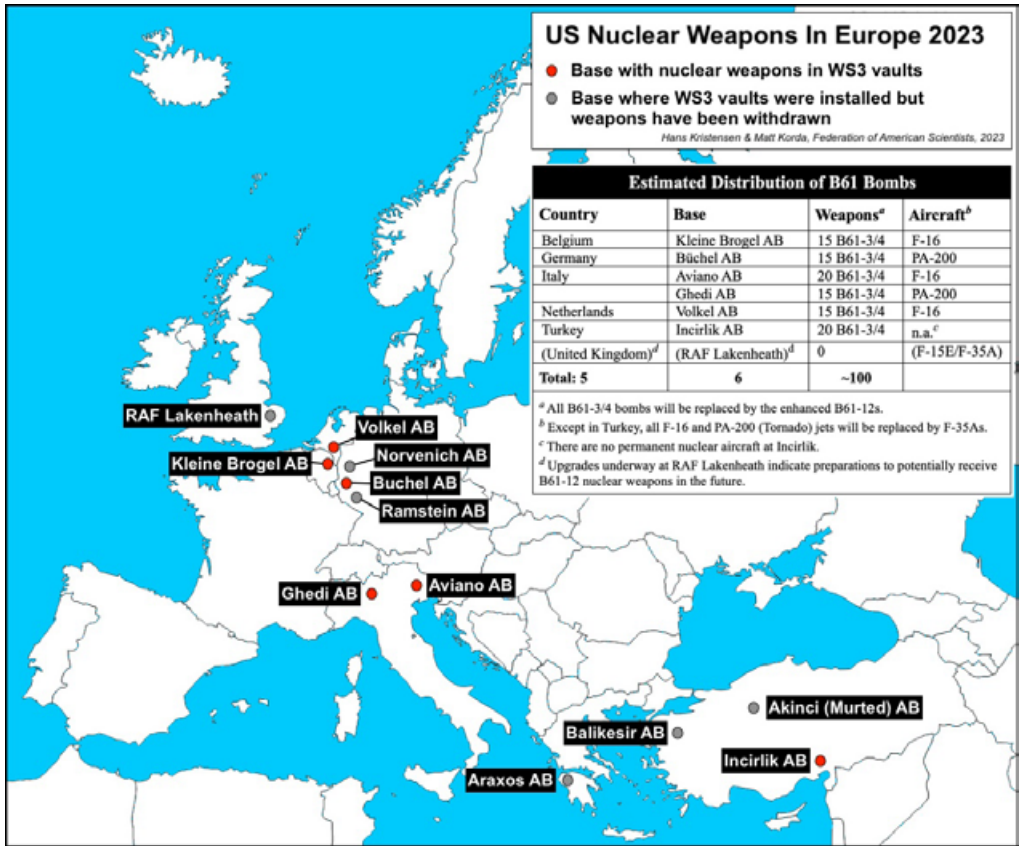 US Nuclear Weapons In Europe 2023
Base with nuclear weapons in WS3 vaults
Base where WS3 vaults were installed but
weapons have been withdrawn
Hans Kristensen & Matt Korda, Federation of American Scientists, 2023
Estimated Distribution of B61 Bombs
Country Base Weapons^a Aircraft^b
Belgium Kleine Brogel AB 15 B61-3/4 F-16
Germany Büchel AB 15 B61-3/4 PA-200
Italy Aviano AB 20 B61-3/4 F-16
Ghedi AB 15 B61-3/4 PA-200
Netherlands Volkel AB 15 B61-3/4 F-16
Turkey Incirlik AB 20 B61-3/4 n.a.^c
(United Kingdom)^d (RAF Lakenheath)^d 0 (F-15E/F-35A)
Total: 5 6 ~100
^a All B61-3/4 bombs will be replaced by the enhanced B61-12s.
^b Except in Turkey, all F-16 and PA-200 (Tornado) jets will be replaced by F-35As.
^c There are no permanent nuclear aircraft at Incirlik.
^d Upgrades underway at RAF Lakenheath indicate preparations to potentially receive
B61-12 nuclear weapons in the future.
RAF Lakenheath
Volkel AB
Kleine Brogel AB
Norvenich AB
Buchel AB
Ramstein AB
Ghedi AB
Aviano AB
Akinci (Murted) AB
Balikesir AB
Incirlik AB
Araxos AB